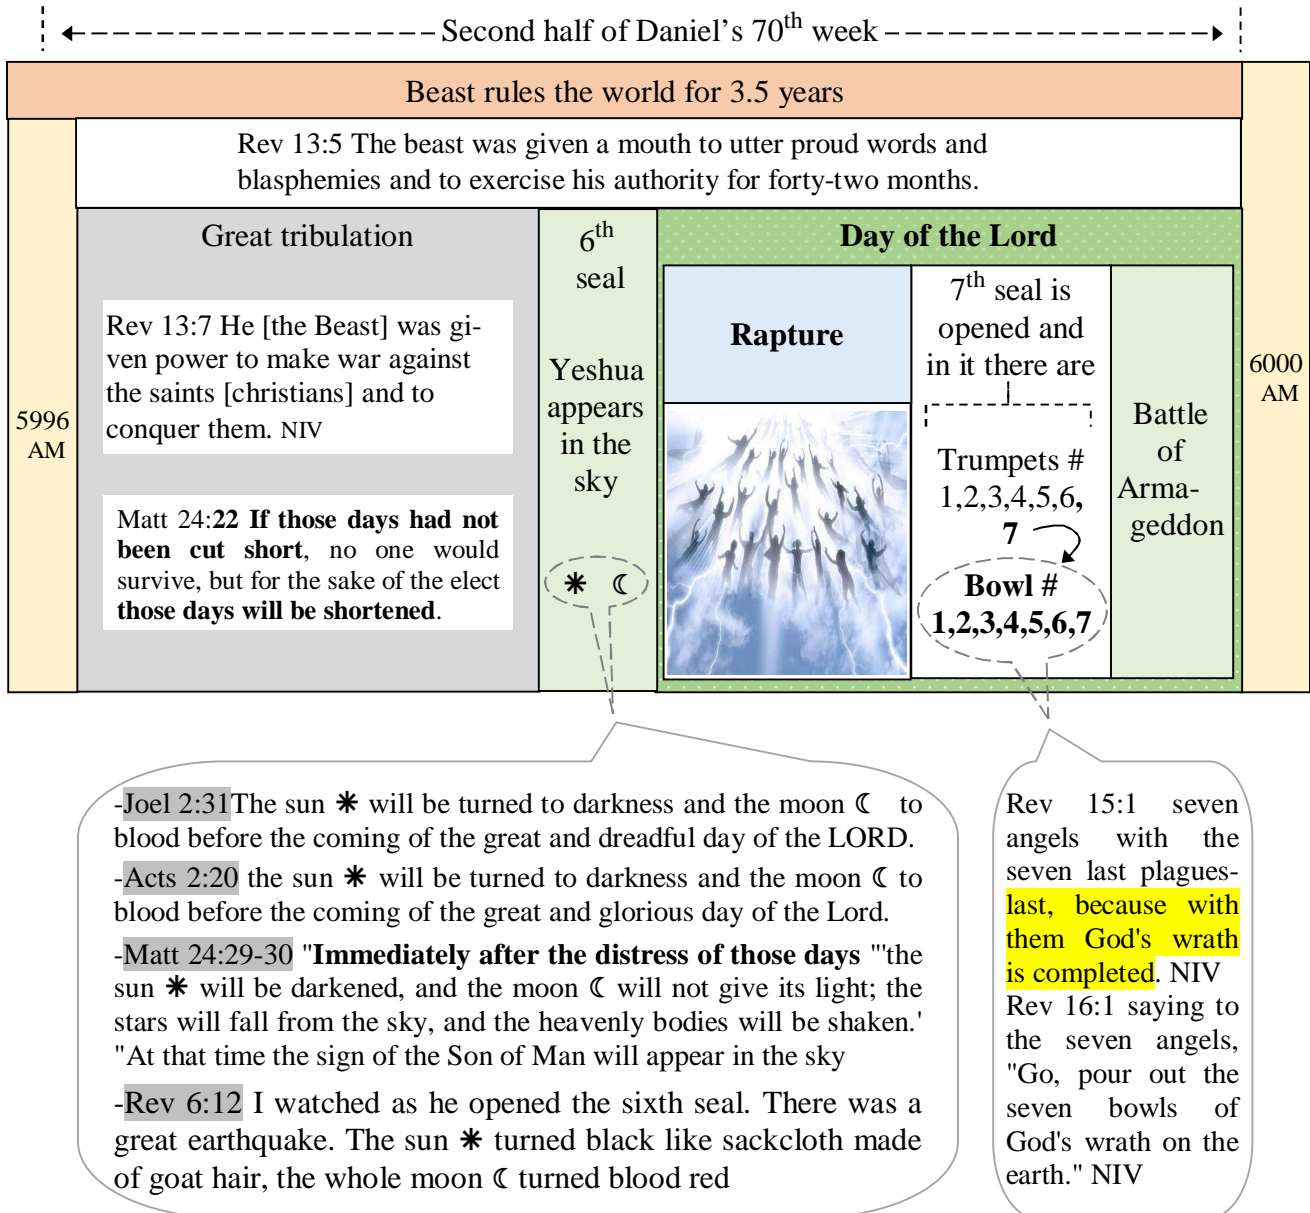 Second half of Daniel's 70th week
Beast rules the world for 3.5 years
Rev 13:5 The beast was given a mouth to utter proud words and
blasphemies and to exercise his authority for forty-two months.
5996
AM
Great tribulation
Rev 13:7 He [the Beast] was gi-
ven power to make war against
the saints [christians] and to
conquer them. NIV
Matt 24:22 If those days had not
been cut short, no one would
survive, but for the sake of the elect
those days will be shortened.
6th
seal
Yeshua
appears
in the
sky
Day of the Lord
Rapture
7th seal is
opened and
in it there are
Trumpets #
1,2,3,4,5,6,
7
Bowl #
1,2,3,4,5,6,7
Battle
of
Arma-
geddon
6000
AM
-Joel 2:31The sun ☀ will be turned to darkness and the moon ☾ to
blood before the coming of the great and dreadful day of the LORD.
-Acts 2:20 the sun ☀ will be turned to darkness and the moon ☾ to
blood before the coming of the great and glorious day of the Lord.
-Matt 24:29-30 "Immediately after the distress of those days "'the
sun ☀ will be darkened, and the moon ☾ will not give its light; the
stars will fall from the sky, and the heavenly bodies will be shaken.'
"At that time the sign of the Son of Man will appear in the sky
-Rev 6:12 I watched as he opened the sixth seal. There was a
great earthquake. The sun ☀ turned black like sackcloth made
of goat hair, the whole moon ☾ turned blood red
Rev 15:1 seven
angels with the
seven last plagues-
last, because with
them God's wrath
is completed. NIV
Rev 16:1 saying to
the seven angels,
"Go, pour out the
seven bowls of
God's wrath on the
earth." NIV